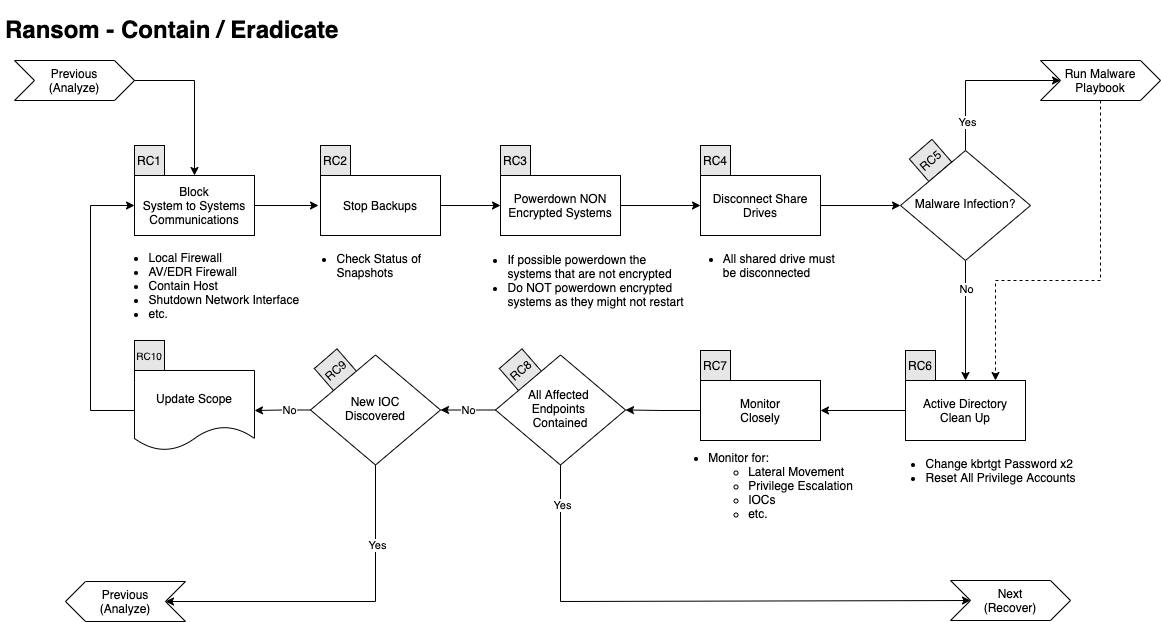 Ransom - Contain / Eradicate
Previous
(Analyze)
Run Malware
Playbook
Yes
RC1
Block
System to Systems
Communications
• Local Firewall
• AV/EDR Firewall
• Contain Host
• Shutdown Network Interface
• etc.
RC2
Stop Backups
• Check Status of
Snapshots
RC3
Powerdown NON
Encrypted Systems
• If possible powerdown the
systems that are not encrypted
• Do NOT powerdown encrypted
systems as they might not restart
RC4
Disconnect Share
Drives
• All shared drive must
be disconnected
RC5
Malware Infection?
No
RC6
Active Directory
Clean Up
• Change kbrtgt Password x2
• Reset All Privilege Accounts
RC7
Monitor
Closely
• Monitor for:
○ Lateral Movement
○ Privilege Escalation
○ IOCs
○ etc.
RC8
All Affected
Endpoints
Contained
No
Yes
RC9
New IOC
Discovered
No
Yes
RC10
Update Scope
Previous
(Analyze)
Next
(Recover)